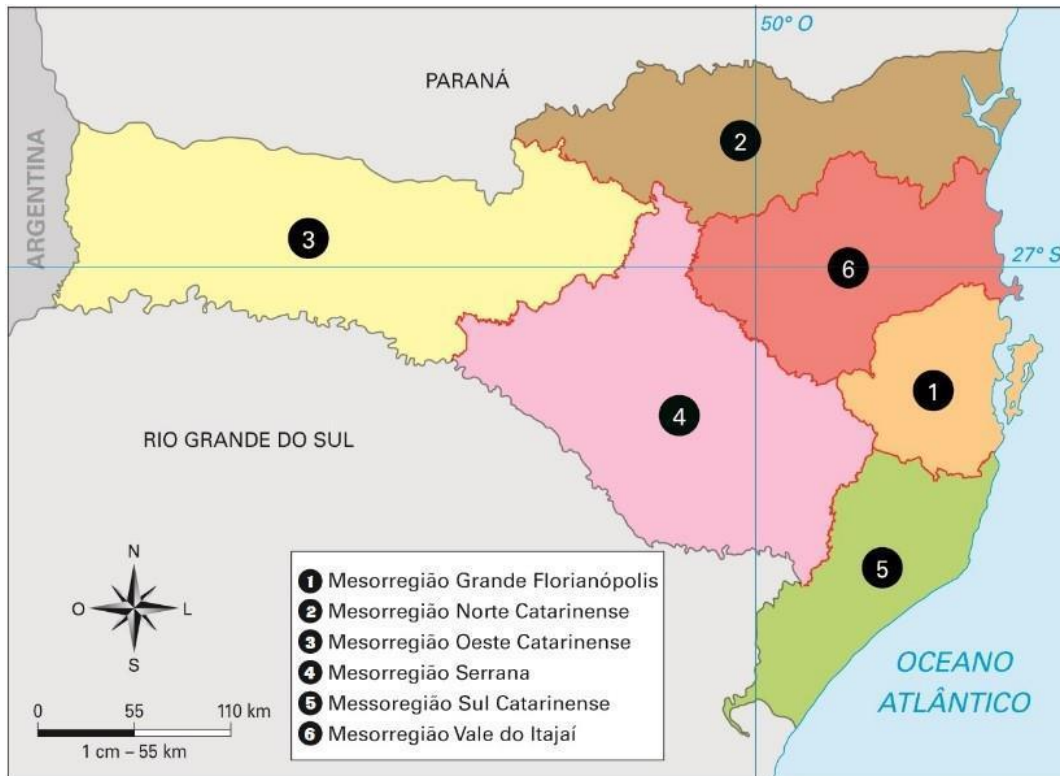 50° O
PARANÁ
ARGENTINA
2
3
27° S
6
1
4
RIO GRANDE DO SUL
5
N
O
L
S
1 Mesorregião Grande Florianópolis
2 Mesorregião Norte Catarinense
3 Mesorregião Oeste Catarinense
4 Mesorregião Serrana
5 Messoregião Sul Catarinense
6 Mesorregião Vale do Itajaí
OCEANO
ATLÂNTICO
0 55 110 km
1 cm – 55 km